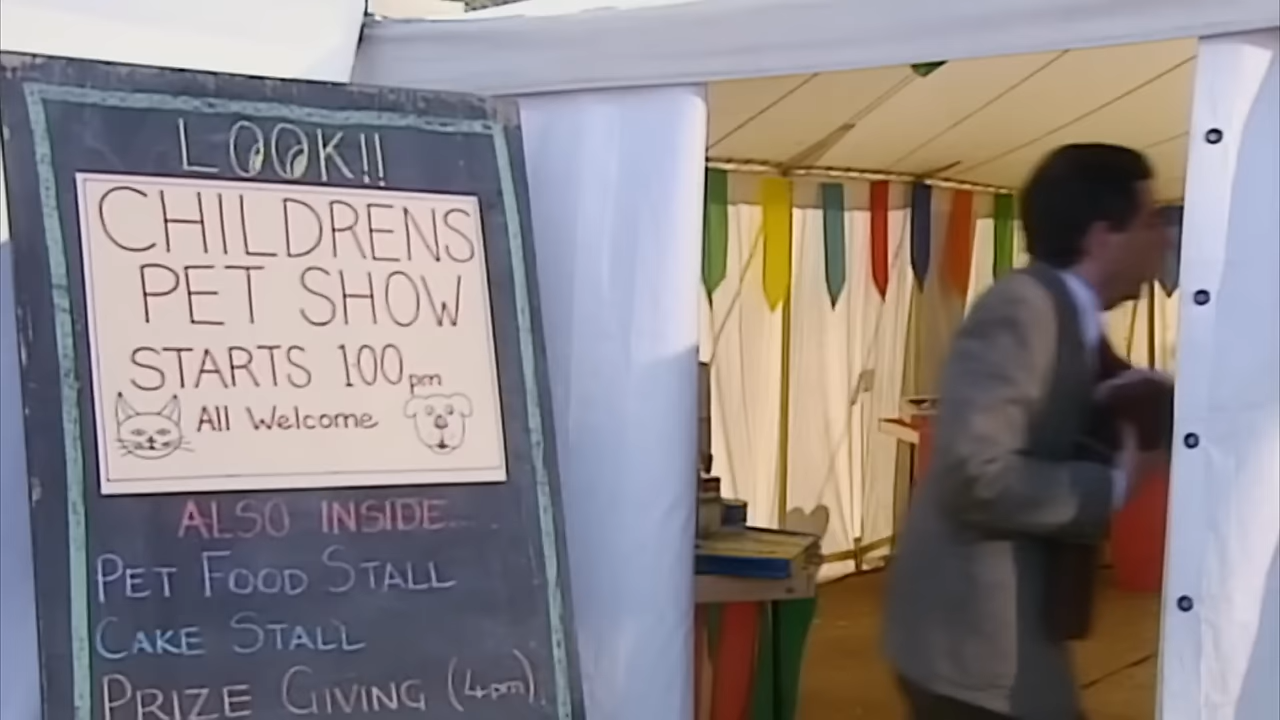 LOOK!!
CHILDRENS
PET SHOW
STARTS 1·00 pm
All Welcome
ALSO INSIDE
PET FOOD STALL
CAKE STALL
PRIZE GIVING (4pm)